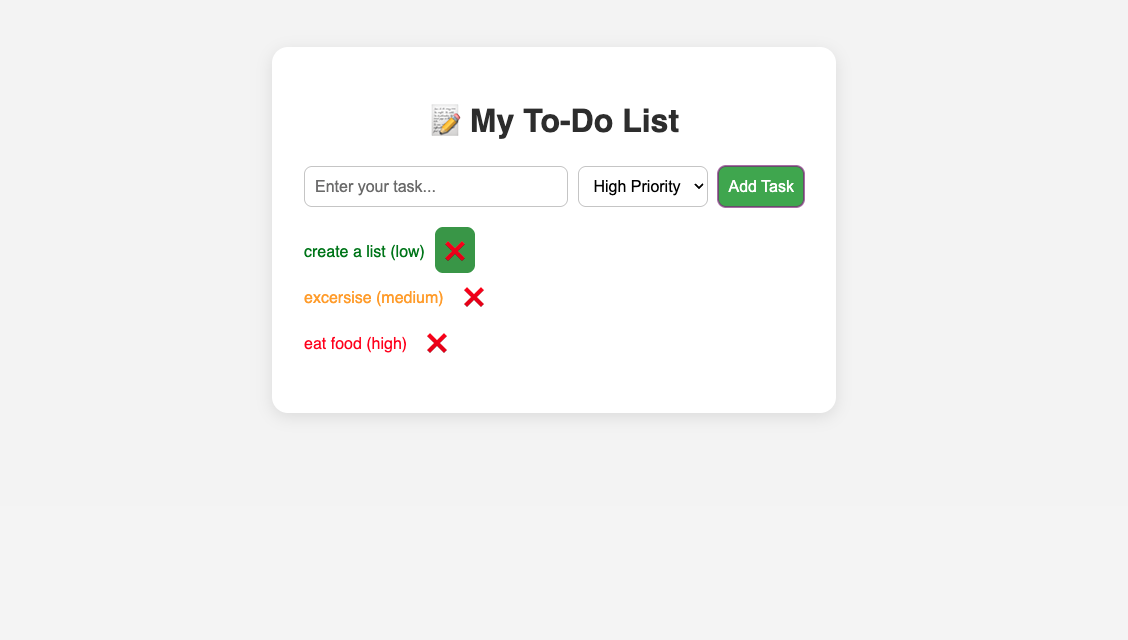 📝 My To-Do List
Enter your task... High Priority Add Task
create a list (low) ❌
excersise (medium) ❌
eat food (high) ❌